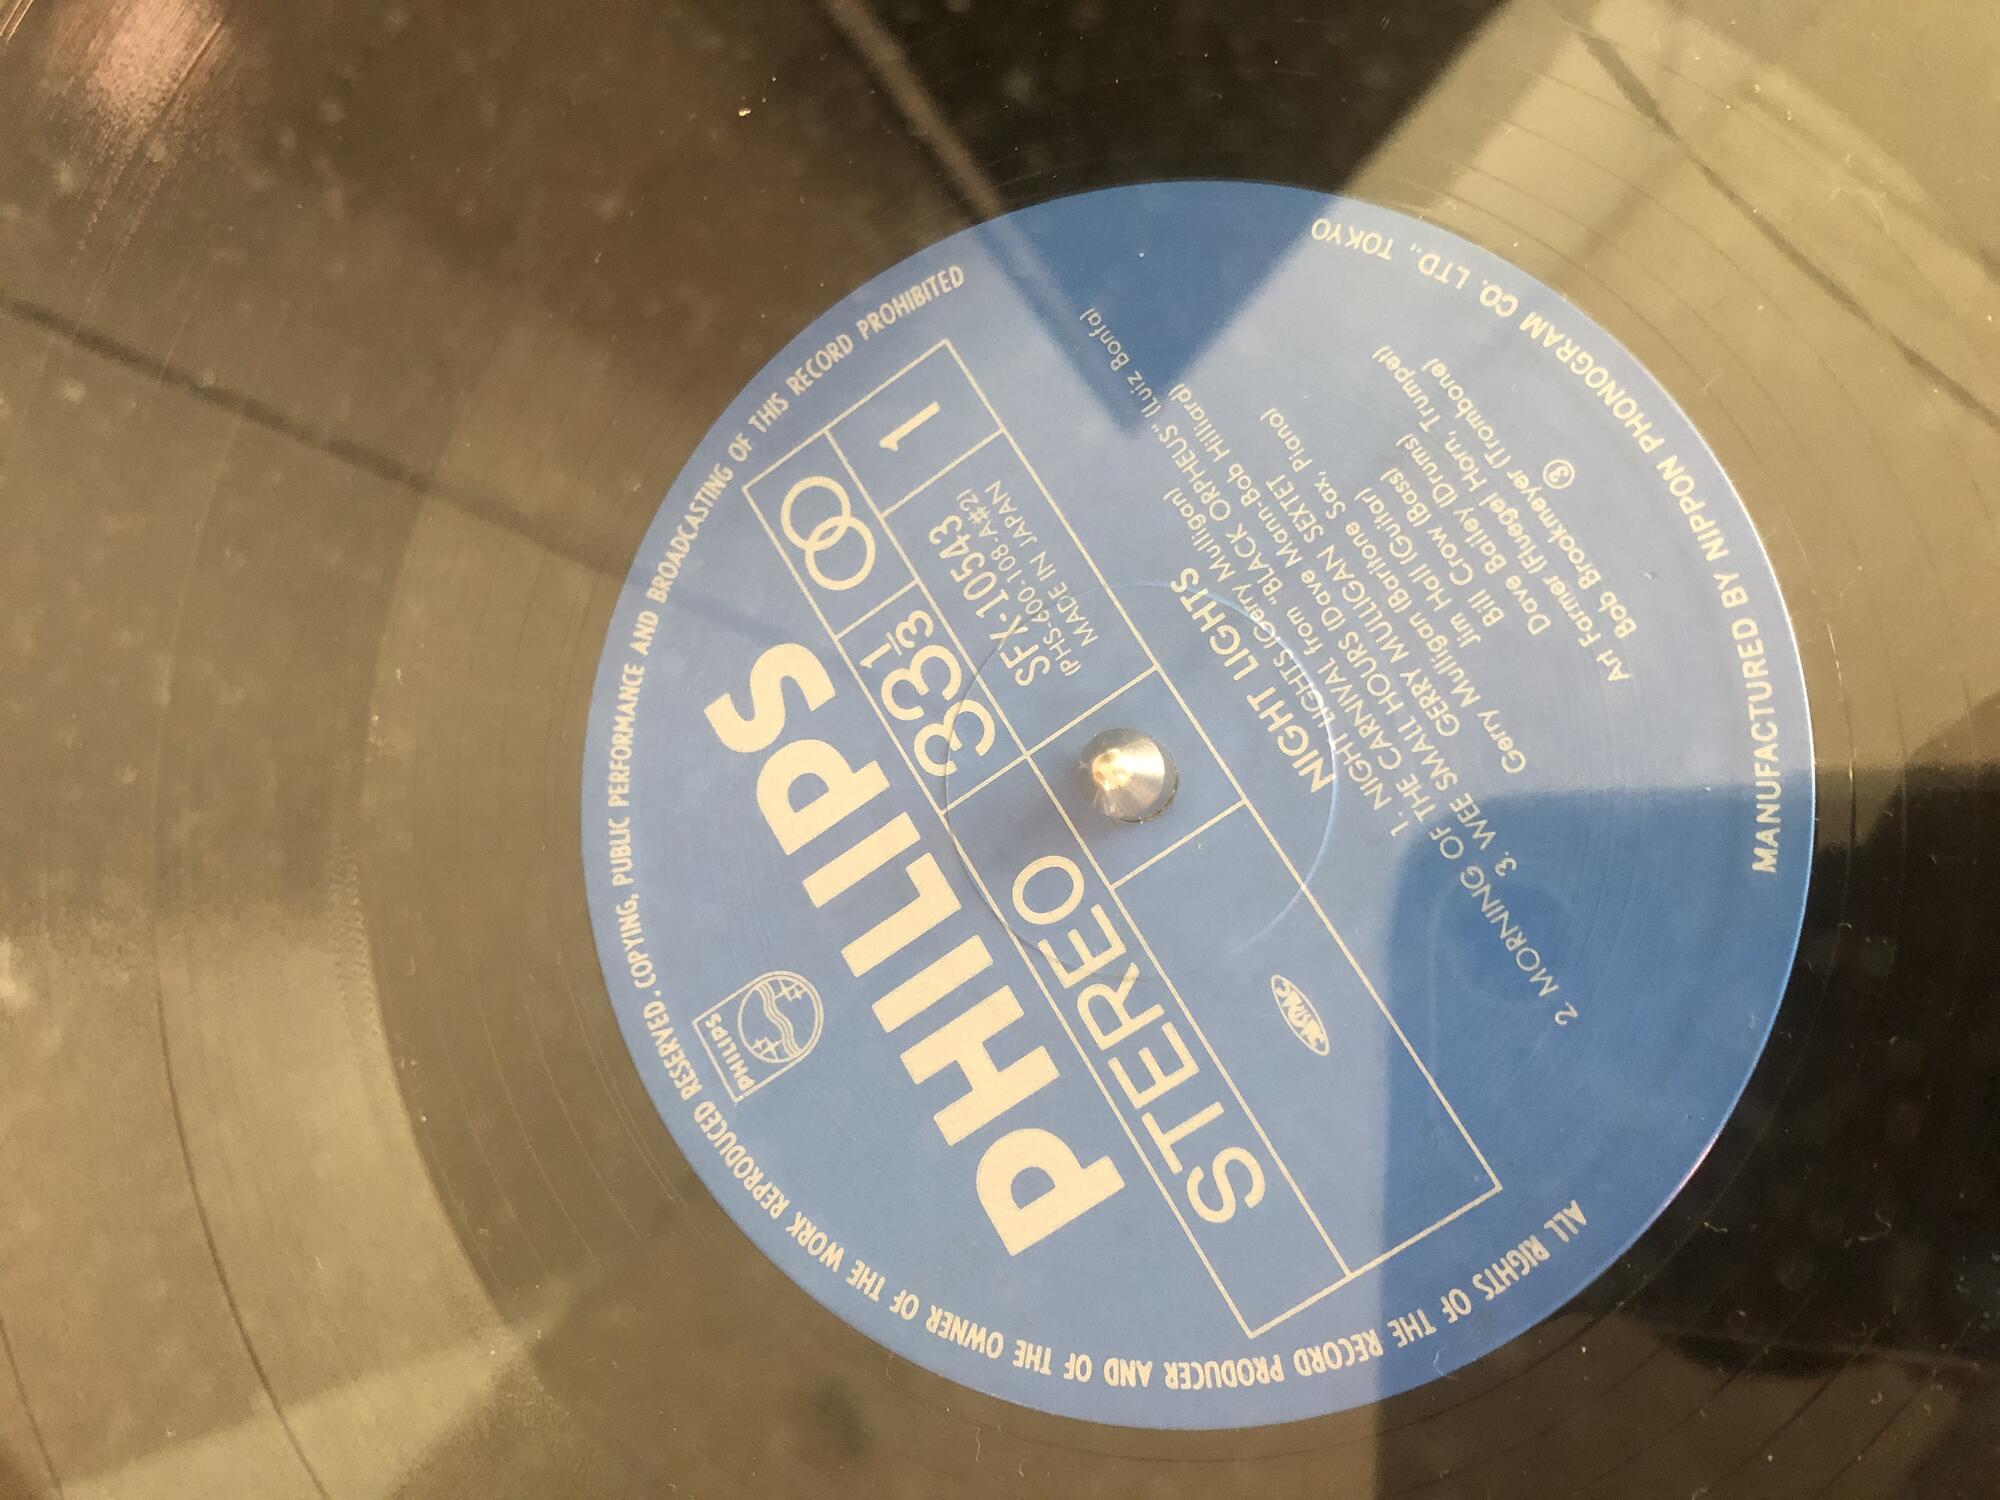 PHILIPS
PHILIPS
STEREO
33 1/3
1
SFX-10543
(PHS-600-108-A#2)
MADE IN JAPAN
JASRAC
NIGHT LIGHTS
1. NIGHT LIGHTS (Gerry Mulligan)
2. MORNING OF THE CARNIVAL from "BLACK ORPHEUS" (Luiz Bonfa)
3. WEE SMALL HOURS (Dave Mann-Bob Hilliard)
GERRY MULLIGAN SEXTET
Gerry Mulligan (Baritone Sax, Piano)
Jim Hall (Guitar)
Bill Crow (Bass)
Dave Bailey (Drums)
Art Farmer (Fluegel Horn, Trumpet)
Bob Brookmeyer (Trombone)
3
ALL RIGHTS OF THE RECORD PRODUCER AND OF THE OWNER OF THE WORK REPRODUCED RESERVED. COPYING, PUBLIC PERFORMANCE AND BROADCASTING OF THIS RECORD PROHIBITED
MANUFACTURED BY NIPPON PHONOGRAM CO. LTD., TOKYO